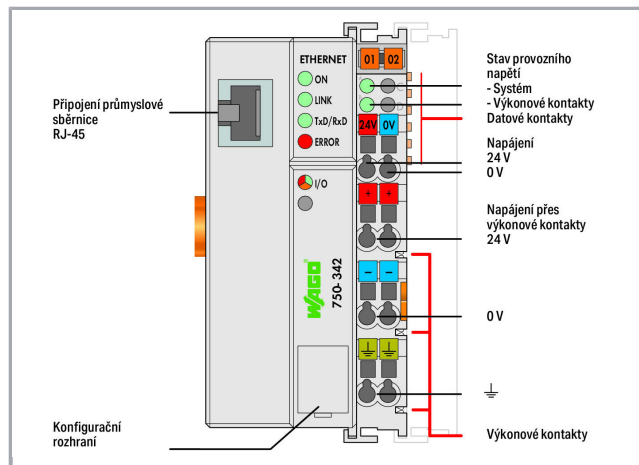 Připojení průmyslové
sběrnice
RJ-45
Konfigurační
rozhraní
ETHERNET
ON
LINK
TxD/RxD
ERROR
I/O
WAGO
750-342
01 02
C
D
24V 0V
+ +
– –
Stav provozního
napětí
- Systém
- Výkonové kontakty
Datové kontakty
Napájení
24 V
0 V
Napájení přes
výkonové kontakty
24 V
0 V
Výkonové kontakty